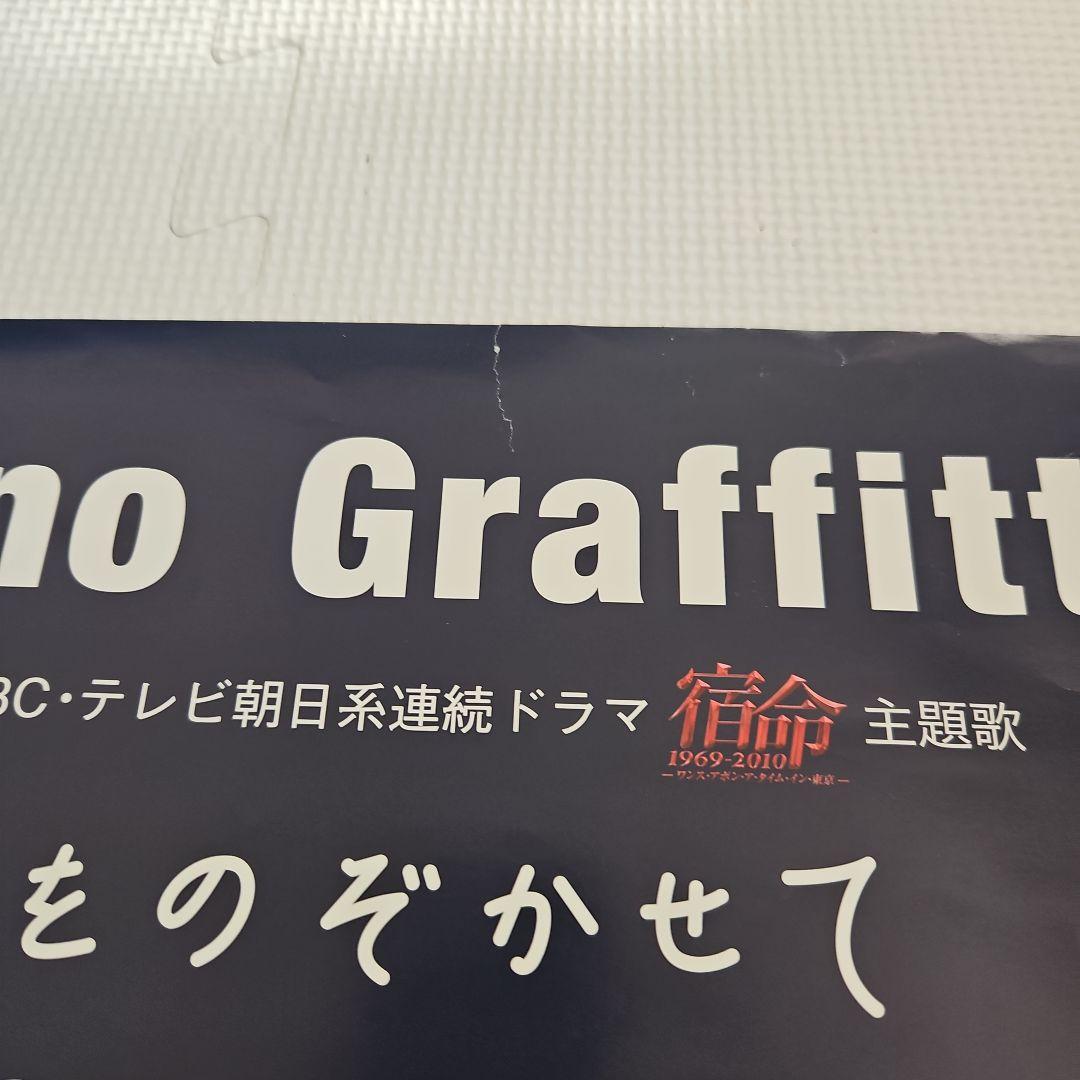 no Graffitt
BC・テレビ朝日系連続ドラマ 宿命 主題歌
1969-2010
ーワンス・アポン・ア・タイム・イン・東京ー
をのぞかせて